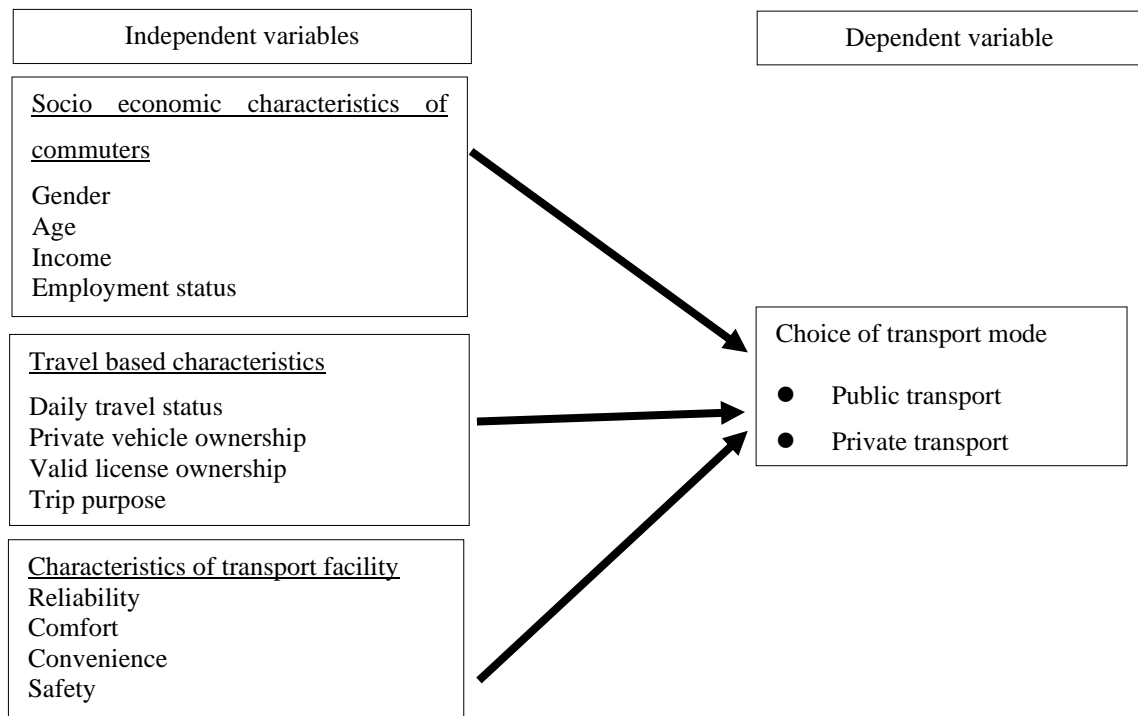 Independent variables
Dependent variable
Socio economic characteristics of
commuters
Gender
Age
Income
Employment status
Travel based characteristics
Daily travel status
Private vehicle ownership
Valid license ownership
Trip purpose
Characteristics of transport facility
Reliability
Comfort
Convenience
Safety
Choice of transport mode
● Public transport
● Private transport